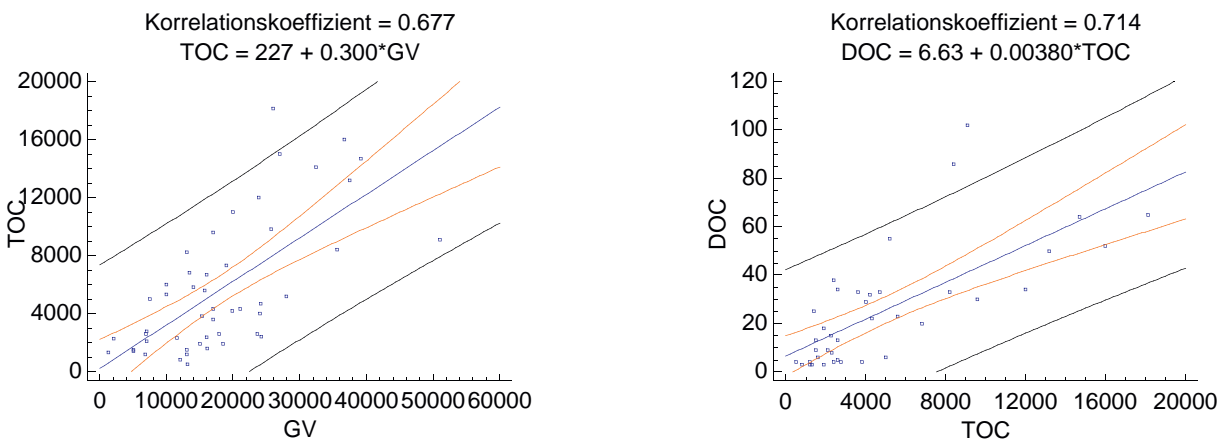 Korrelationskoeffizient = 0.677
TOC = 227 + 0.300*GV
20000
16000
12000
8000
4000
0
TOC
0 10000 20000 30000 40000 50000 60000
GV
Korrelationskoeffizient = 0.714
DOC = 6.63 + 0.00380*TOC
120
100
80
60
40
20
0
DOC
0 4000 8000 12000 16000 20000
TOC